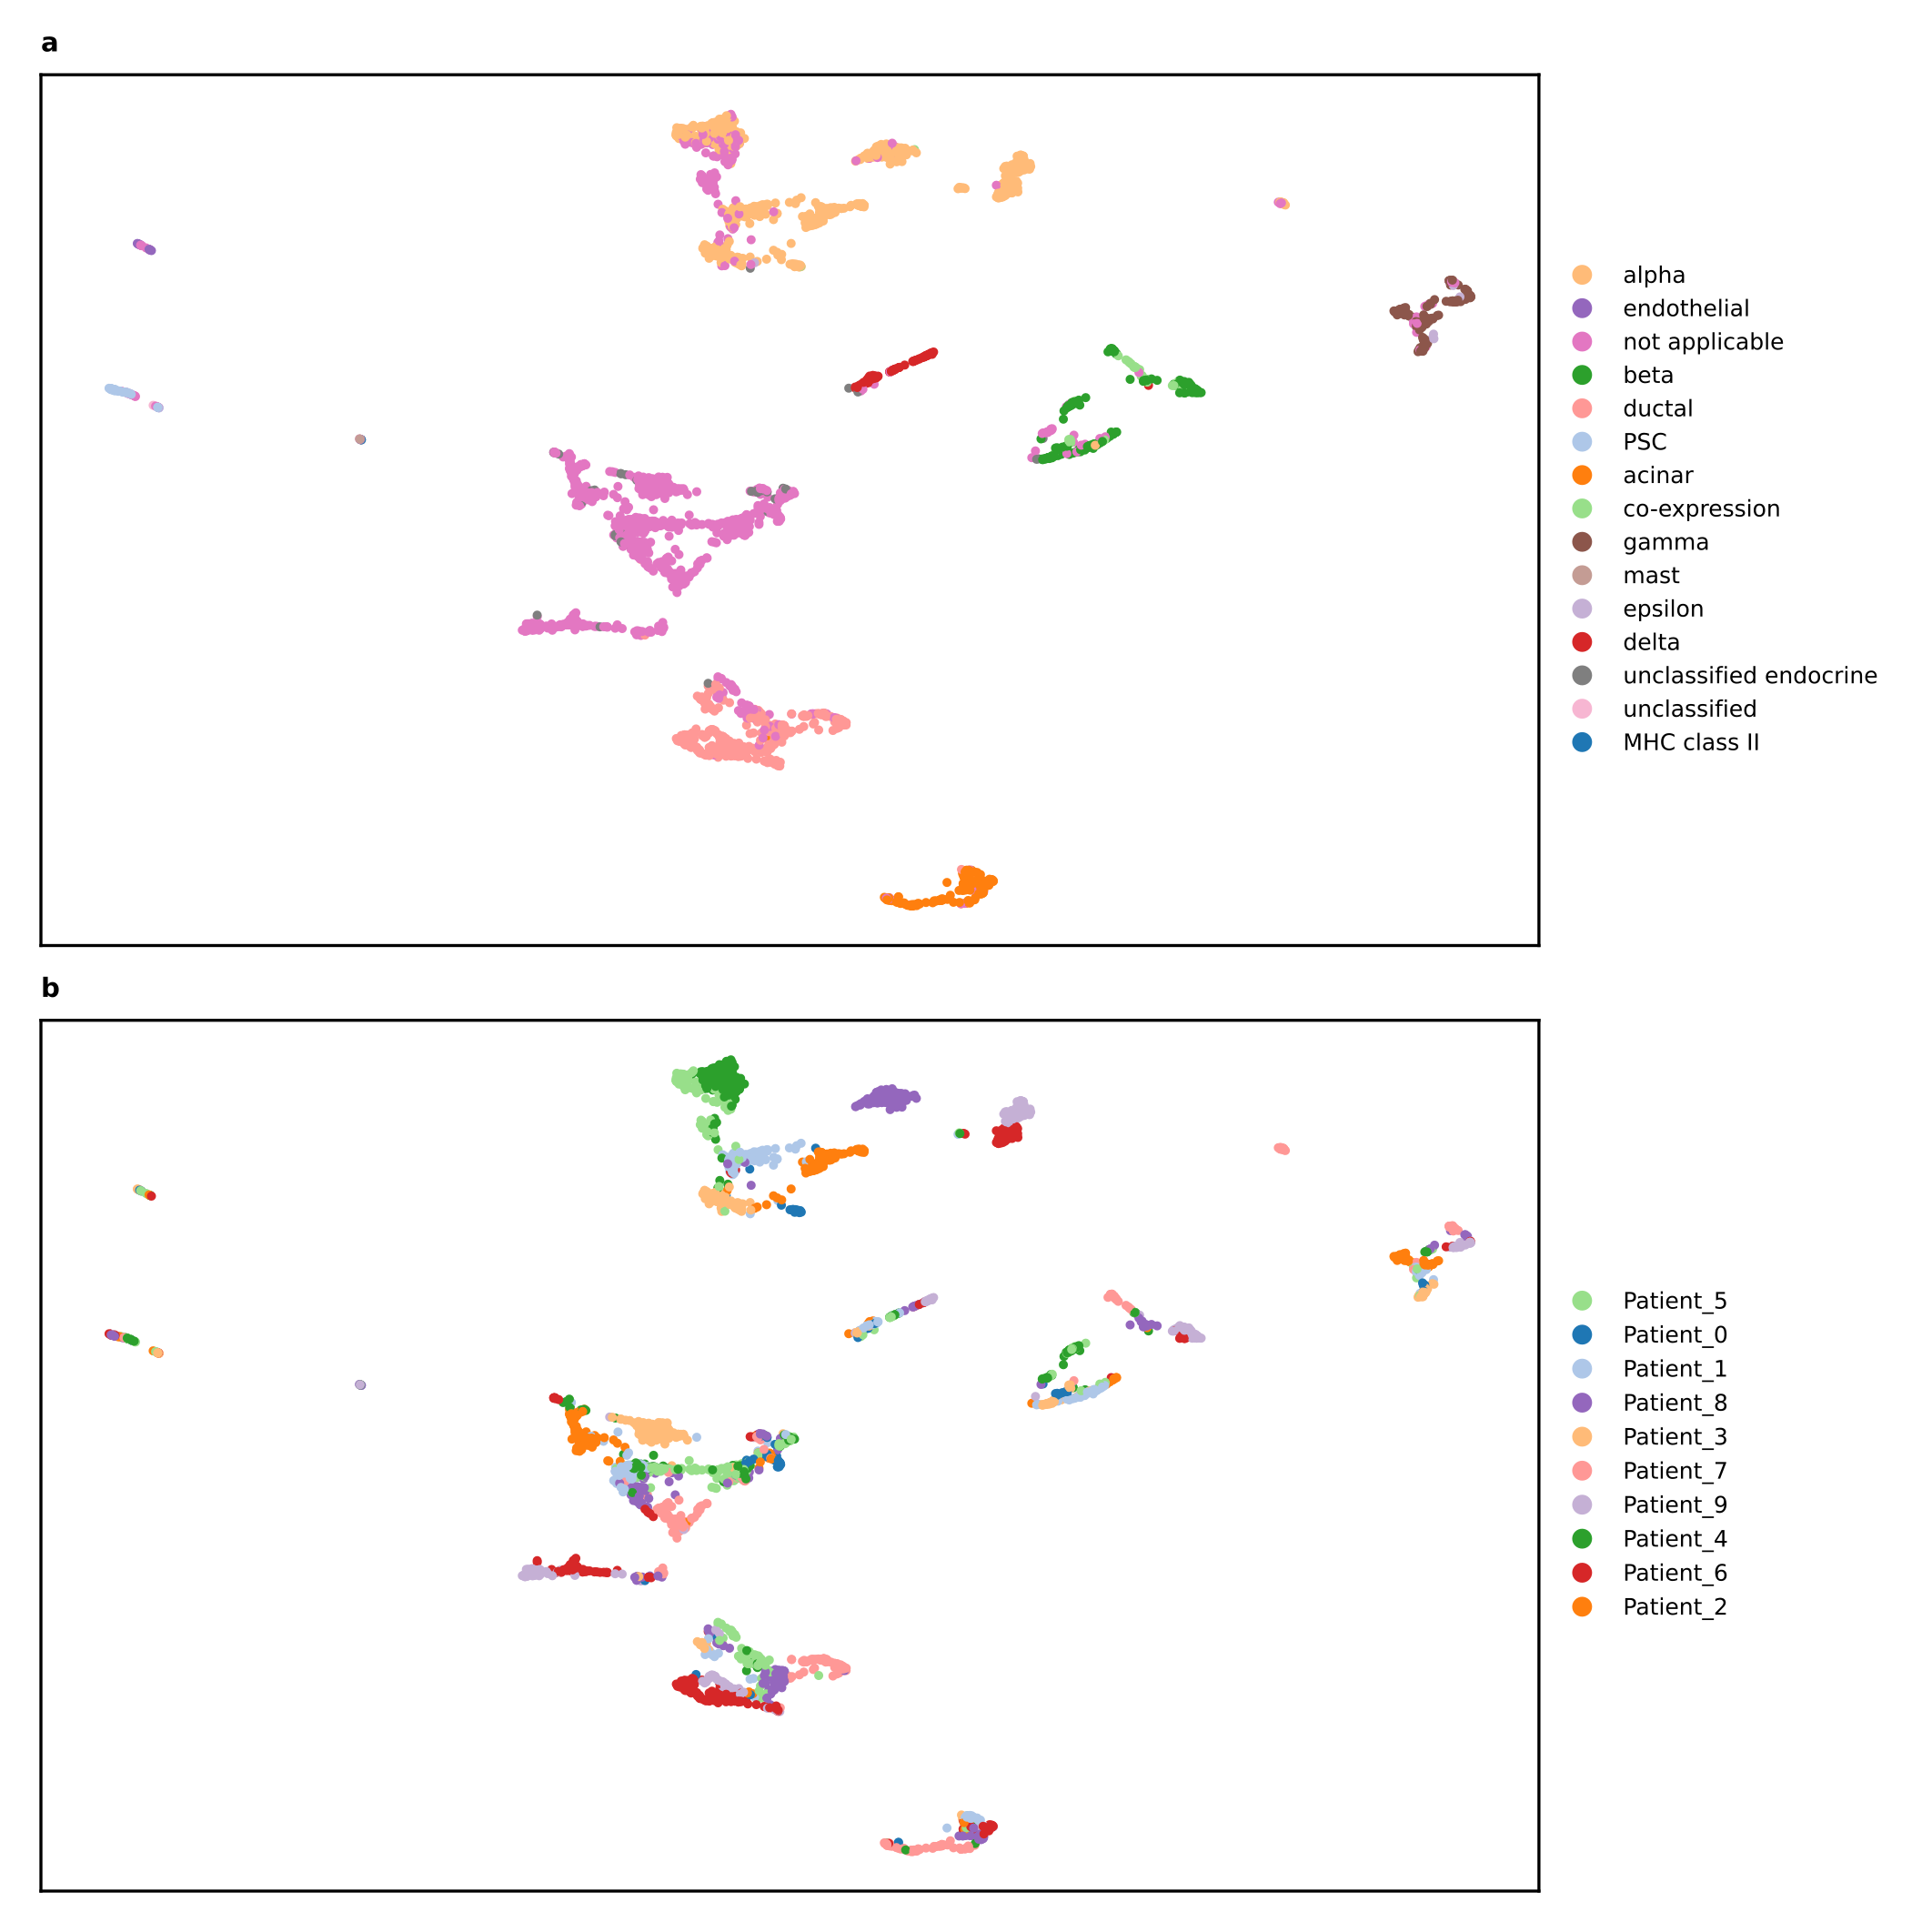 a
alpha
endothelial
not applicable
beta
ductal
PSC
acinar
co-expression
gamma
mast
epsilon
delta
unclassified endocrine
unclassified
MHC class II
b
Patient_5
Patient_0
Patient_1
Patient_8
Patient_3
Patient_7
Patient_9
Patient_4
Patient_6
Patient_2